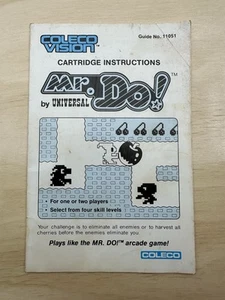 COLECO
VISION
Guide No. 11951
CARTRIDGE INSTRUCTIONS
Mr. DO!™
by UNIVERSAL
• For one or two players
• Select from four skill levels
Your challenge is to eliminate all enemies or to harvest all
cherries before the enemies eliminate you.
Plays like the MR. DO!™ arcade game!
COLECO